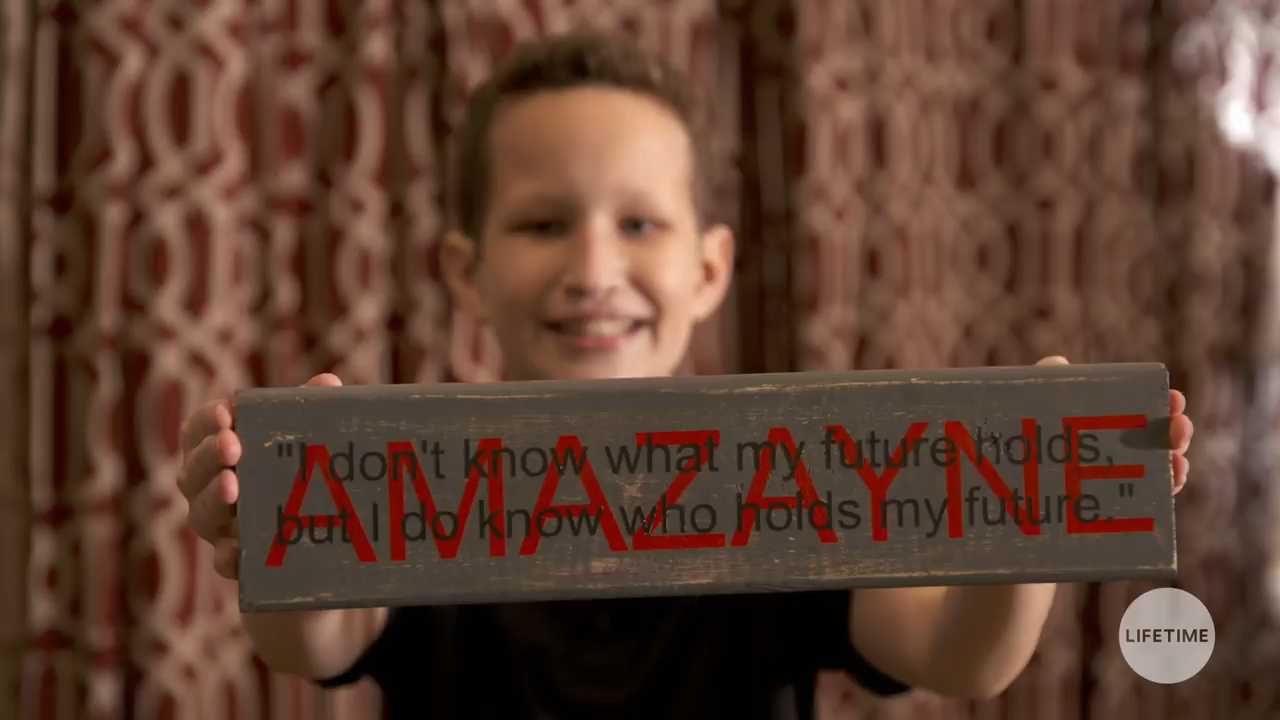 AMAZAYNE
"I don't know what my future holds,
but I do know who holds my future."
LIFETIME